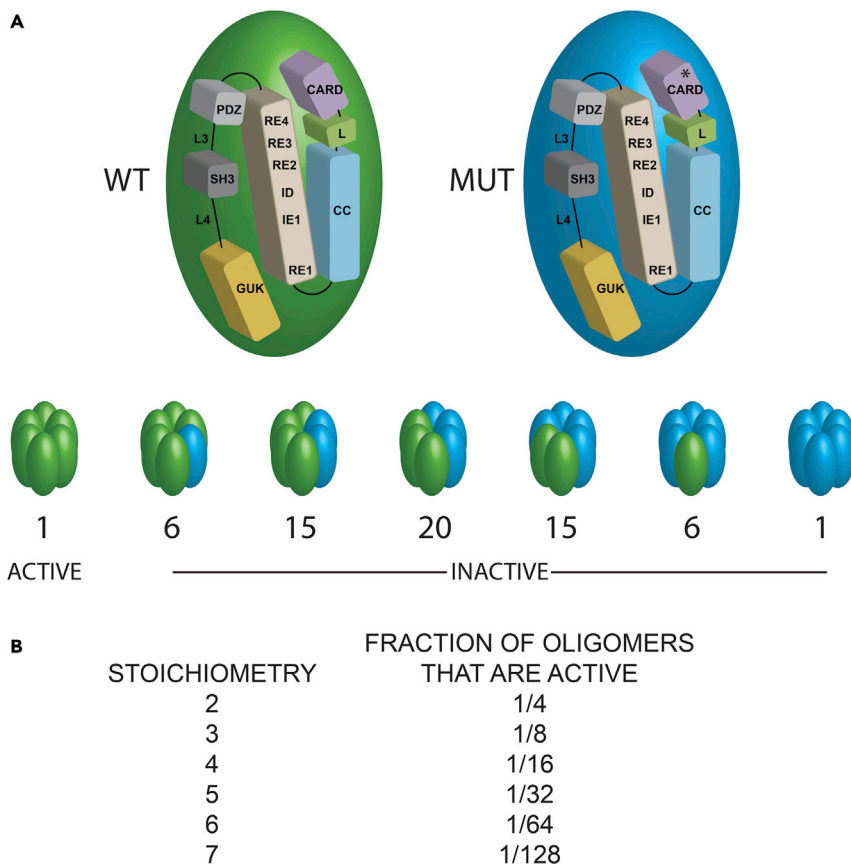 A
WT
PDZ
L3
SH3
L4
GUK
RE4
RE3
RE2
ID
IE1
RE1
CARD
L
CC
MUT
PDZ
L3
SH3
L4
GUK
RE4
RE3
RE2
ID
IE1
RE1
*
CARD
L
CC
1 6 15 20 15 6 1
ACTIVE INACTIVE
B
FRACTION OF OLIGOMERS
STOICHIOMETRY THAT ARE ACTIVE
2 1/4
3 1/8
4 1/16
5 1/32
6 1/64
7 1/128